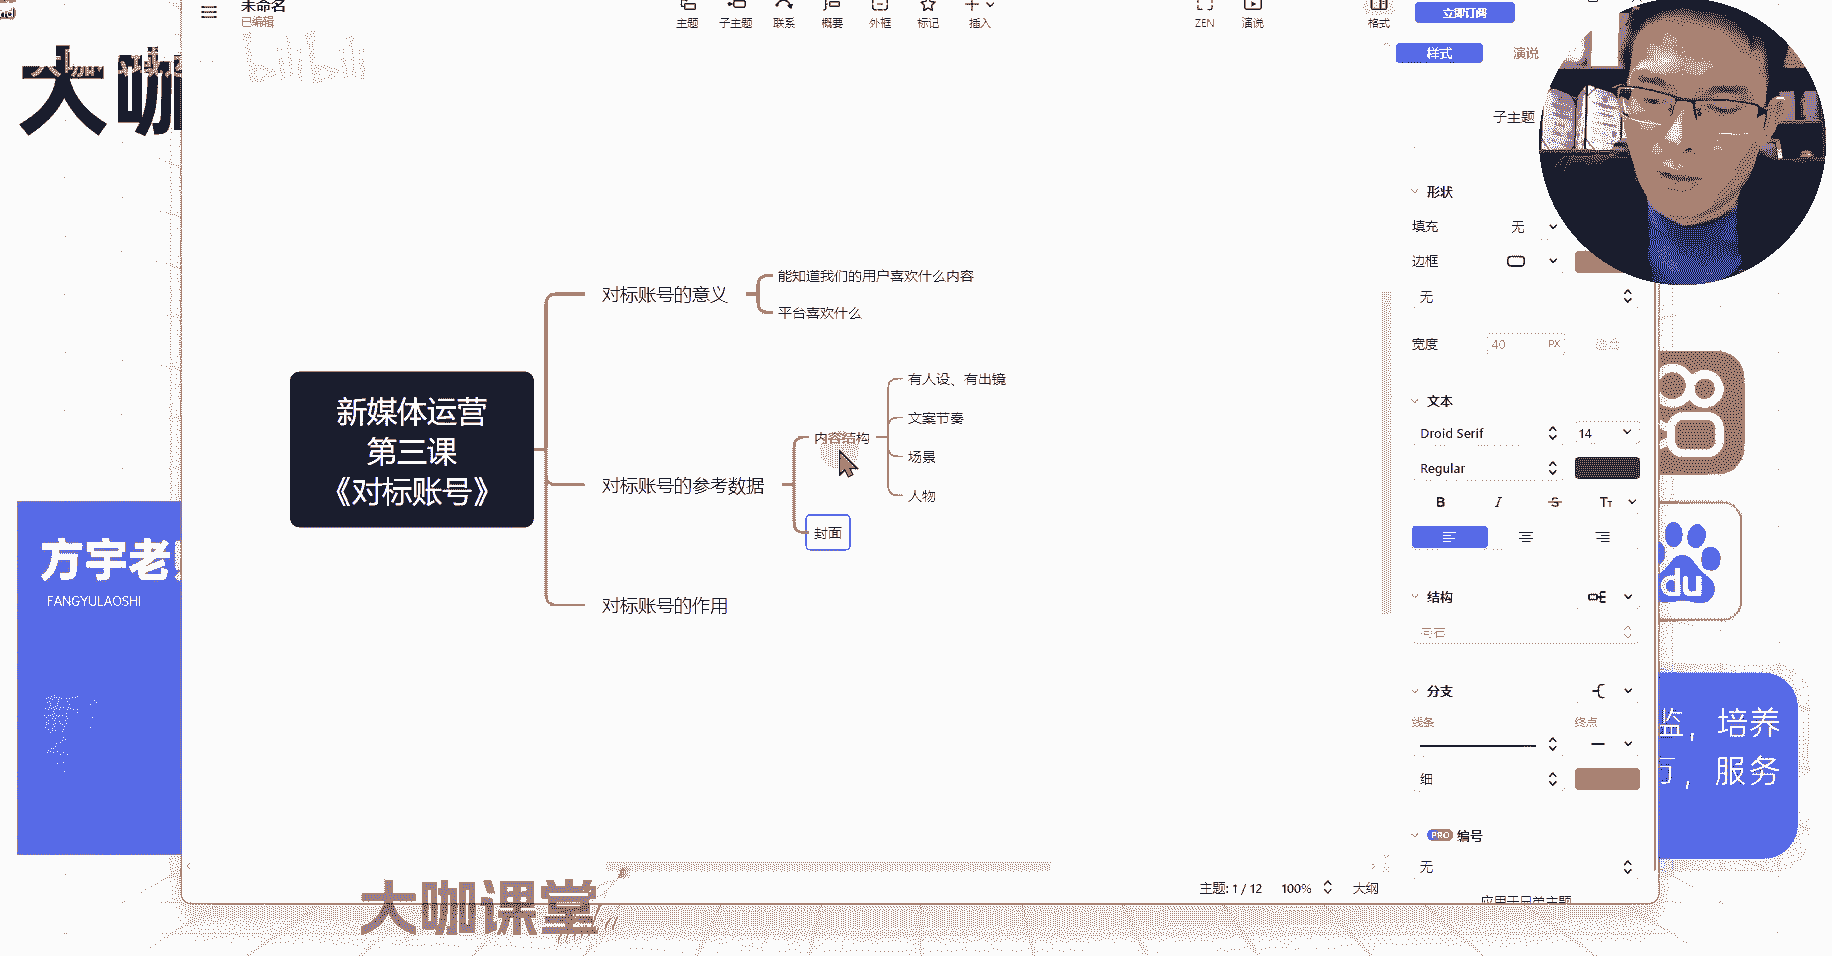 未命名
已编辑
主题
子主题
联系
概要
外框
标记
插入
ZEN
演说
格式
立即订阅
bilibili
样式
演说
大咖
子主题
形状
填充
无
边框
无
宽度
40
PX
文本
Droid Serif
14
Regular
B
I
S
TT
结构
分支
线条
终点
细
PRO
编号
无
对标账号的意义
能知道我们的用户喜欢什么内容
平台喜欢什么
新媒体运营
第三课
《对标账号》
对标账号的参考数据
内容结构
有人设、有出镜
文案节奏
场景
人物
封面
对标账号的作用
方宇老
FANGYULAOSHI
du
培养
服务
主题: 1 / 12
100%
大纲
大咖课堂